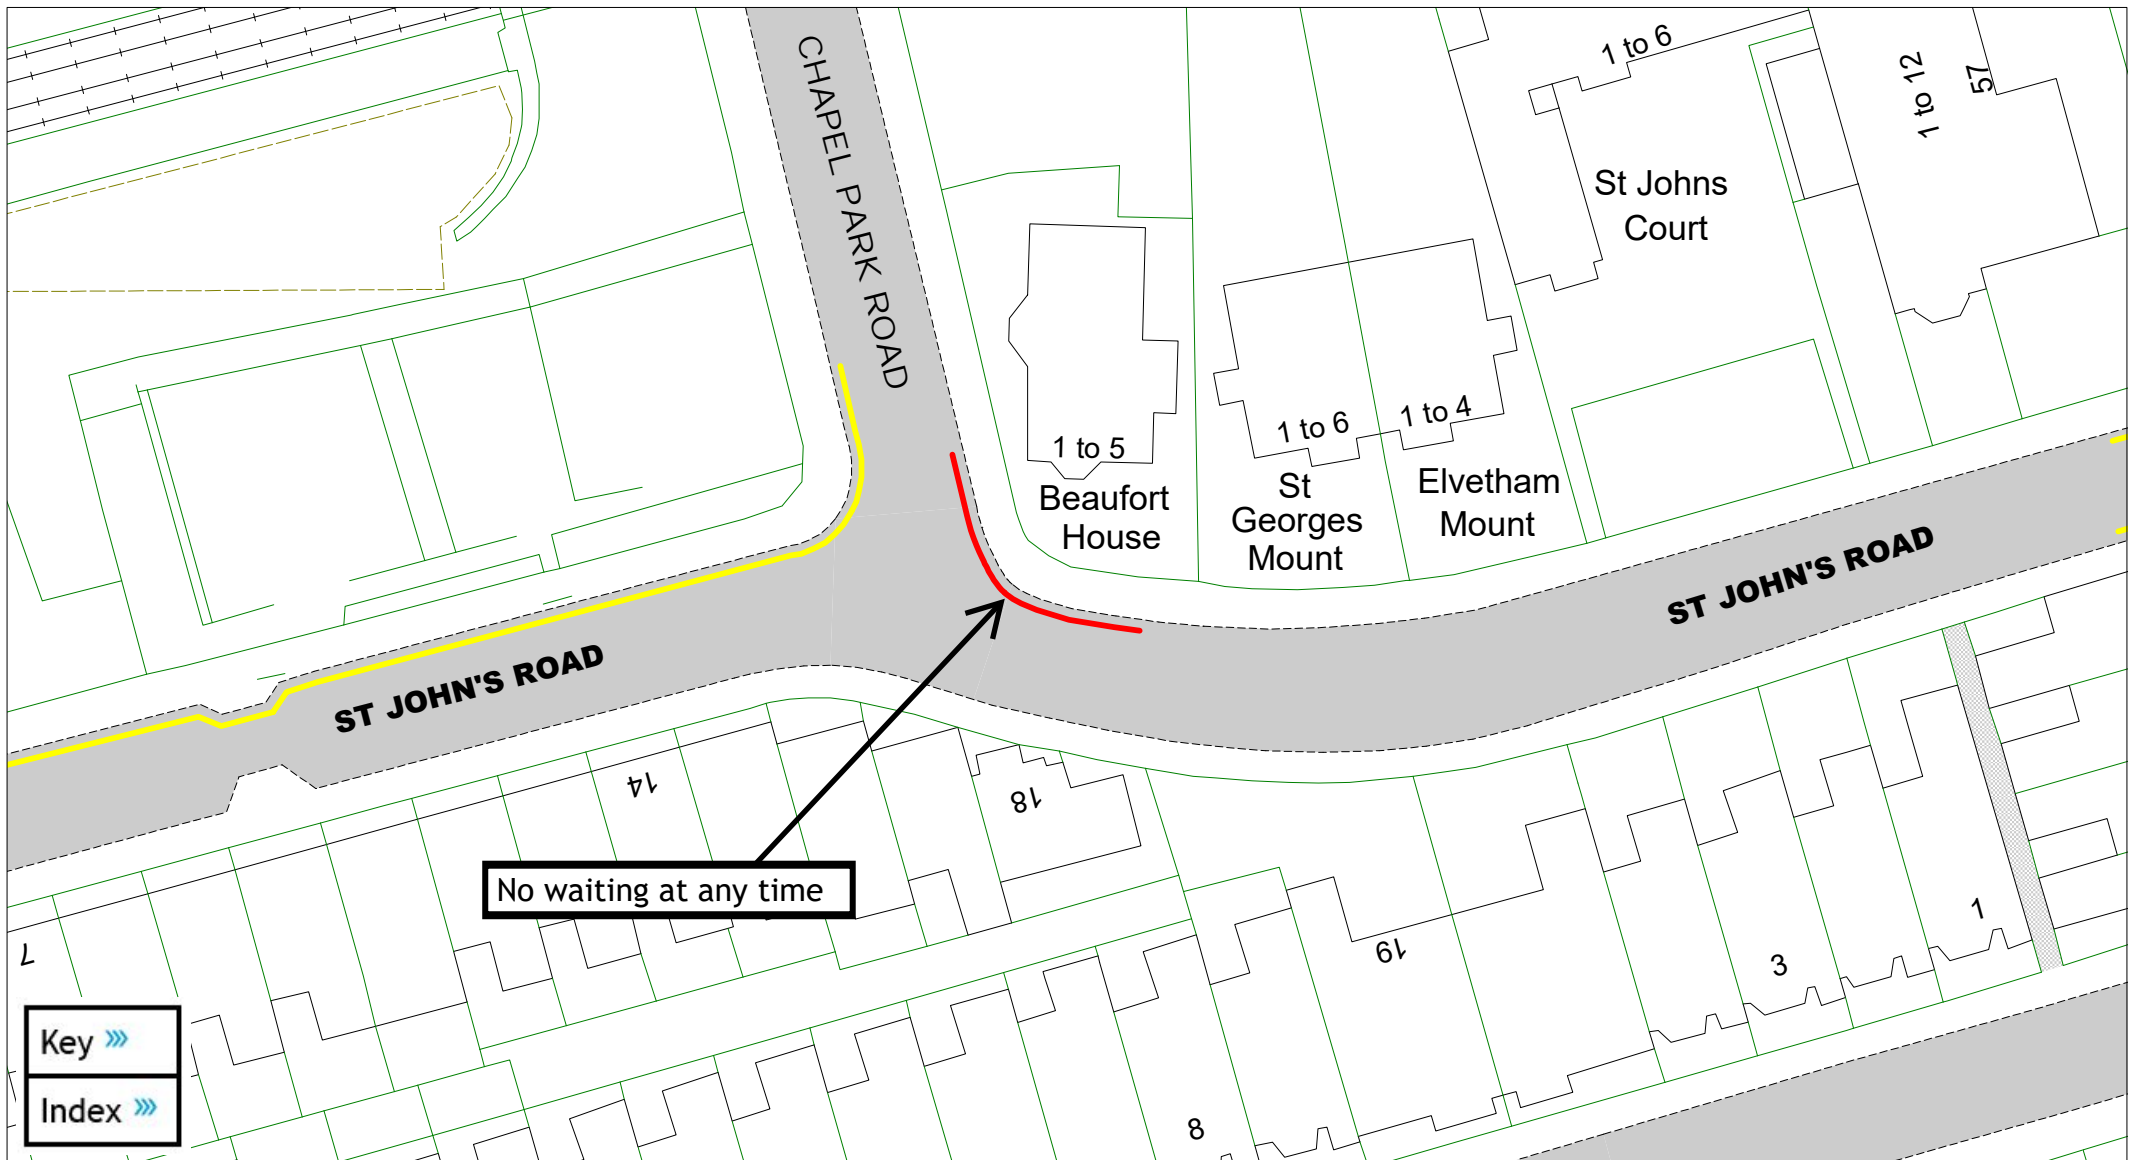 CHAPEL PARK ROAD
1 to 6
1 to 12
57
St Johns
Court
1 to 5
Beaufort
House
1 to 6
St
Georges
Mount
1 to 4
Elvetham
Mount
ST JOHN'S ROAD
ST JOHN'S ROAD
14
18
No waiting at any time
7
19
3
1
8
Key
Index